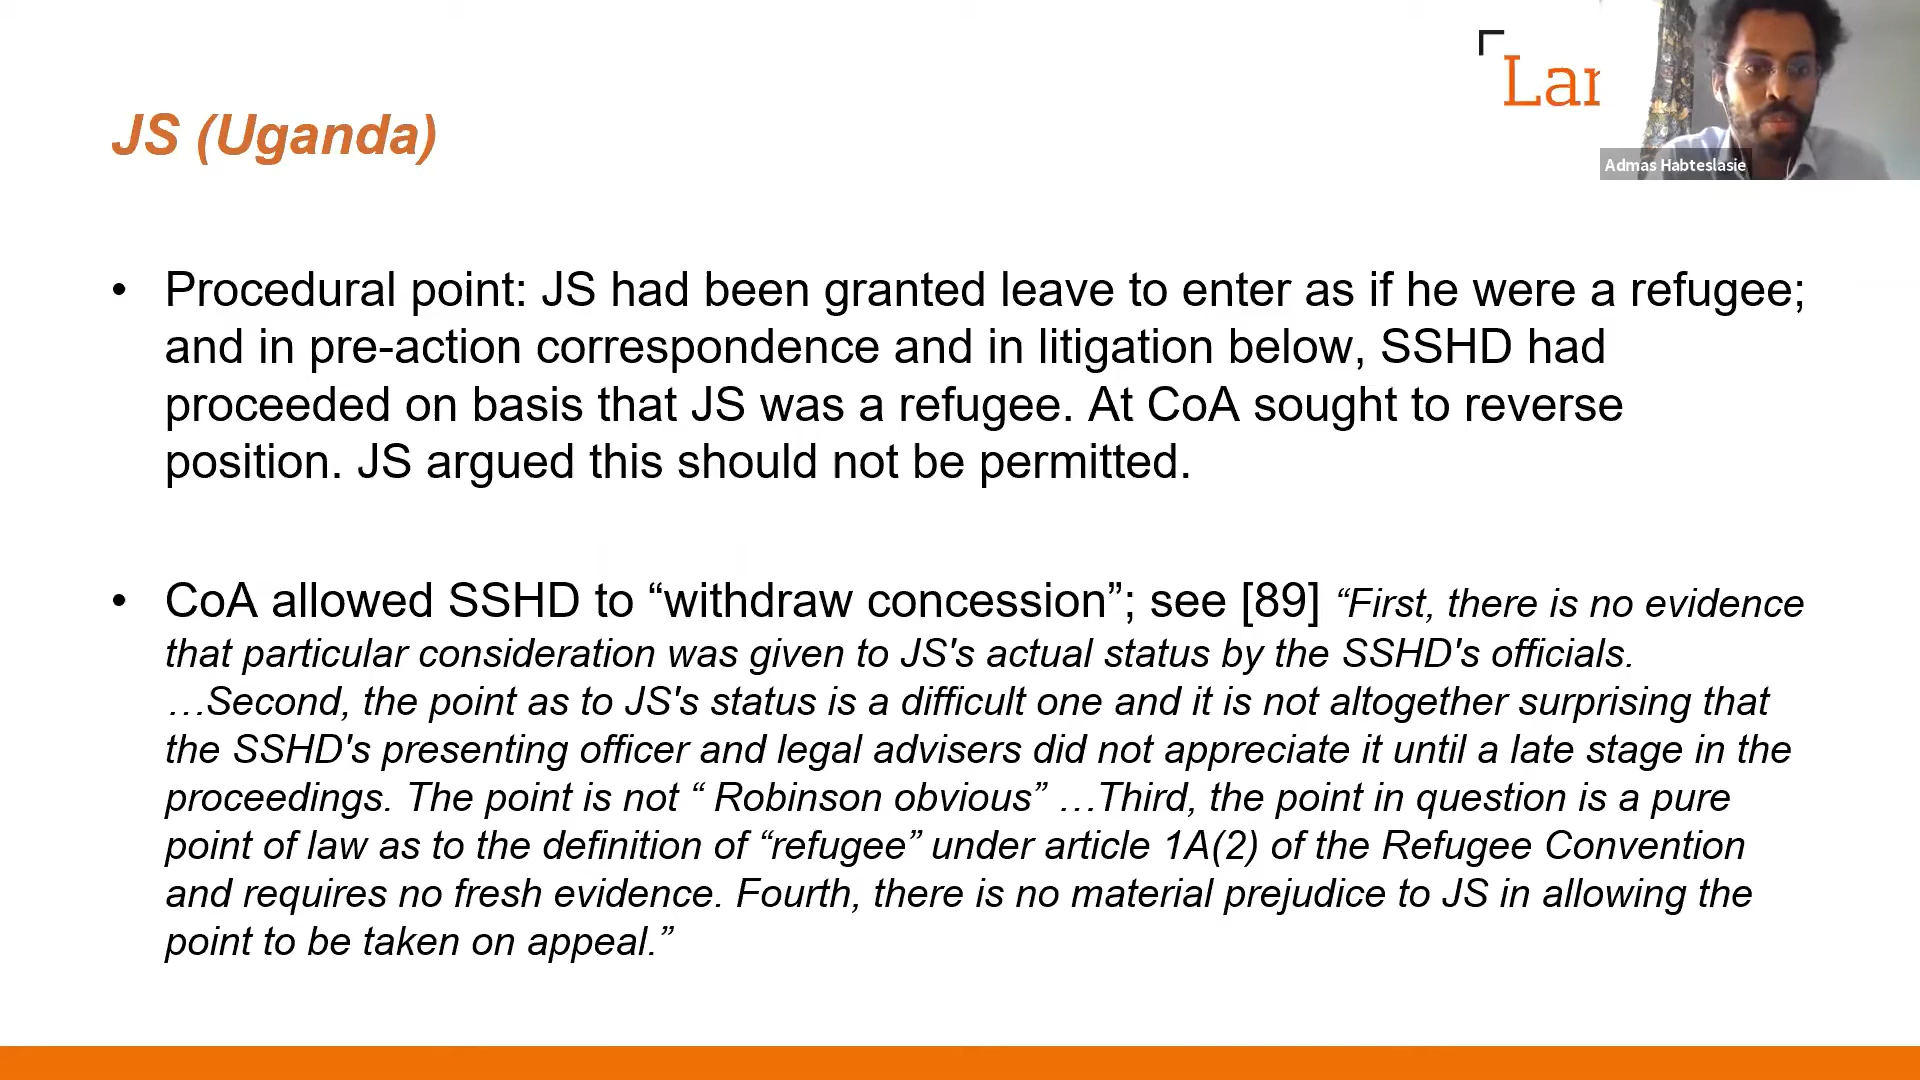 Lar
Admas Habteslasie
JS (Uganda)
• Procedural point: JS had been granted leave to enter as if he were a refugee;
and in pre-action correspondence and in litigation below, SSHD had
proceeded on basis that JS was a refugee. At CoA sought to reverse
position. JS argued this should not be permitted.
• CoA allowed SSHD to “withdraw concession”; see [89] “First, there is no evidence
that particular consideration was given to JS's actual status by the SSHD's officials.
…Second, the point as to JS's status is a difficult one and it is not altogether surprising that
the SSHD's presenting officer and legal advisers did not appreciate it until a late stage in the
proceedings. The point is not “ Robinson obvious” …Third, the point in question is a pure
point of law as to the definition of “refugee” under article 1A(2) of the Refugee Convention
and requires no fresh evidence. Fourth, there is no material prejudice to JS in allowing the
point to be taken on appeal.”